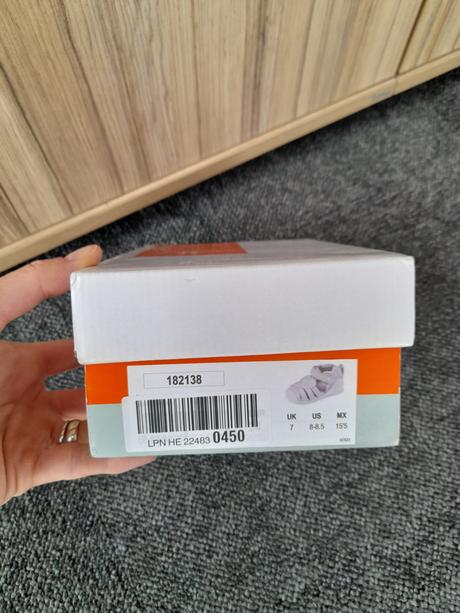 182138
LPN HE 22483 0450
UK US MX
7 8-8.5 15'5